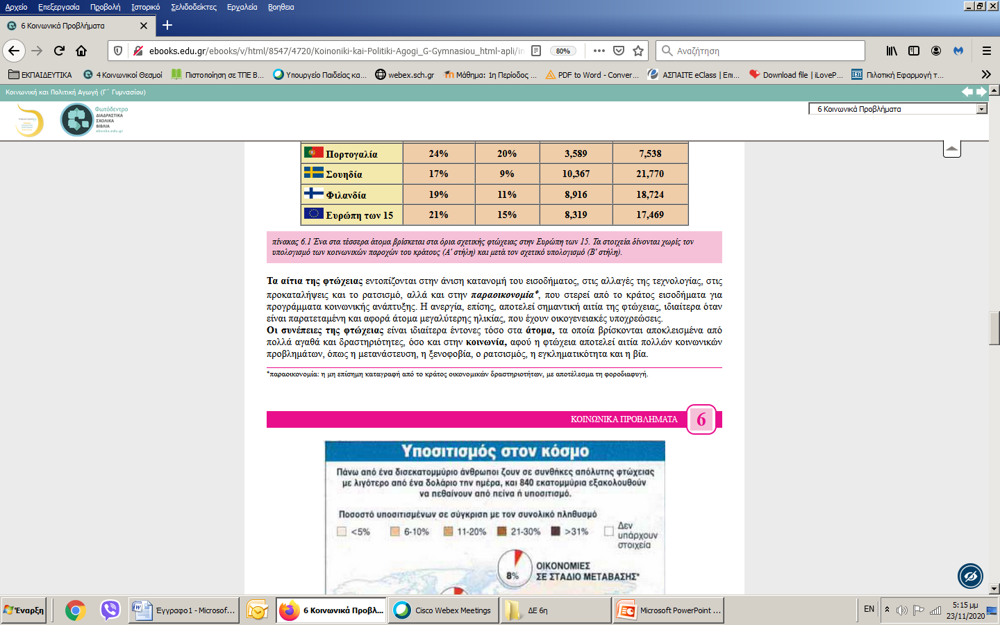 Αρχείο Επεξεργασία Προβολή Ιστορικό Σελιδοδείκτες Εργαλεία Βοηθεια
6 Κοινωνικά Προβλήματα
ebooks.edu.gr/ebooks/v/html/8547/4720/Koinoniki-kai-Politiki-Agogi_G-Gymnasiou_html-apli/in
80%
Αναζήτηση
ΕΚΠΑΙΔΕΥΤΙΚΑ
4 Κοινωνικοί Θεσμοί
Πιστοποίηση σε ΤΠΕ Β...
Υπουργείο Παιδείας κα...
webex.sch.gr
Μάθημα: 1η Περίοδος ...
PDF to Word - Conver...
ΑΣΠΑΙΤΕ eClass | Επι...
Download file | iLoveP...
Πιλοτική Εφαρμογή τ...
Κοινωνική και Πολιτική Αγωγή (Γ΄ Γυμνασίου)
Φωτόδεντρο
ΔΙΑΔΡΑΣΤΙΚΑ
ΣΧΟΛΙΚΑ
ΒΙΒΛΙΑ
ebooks.edu.gr
6 Κοινωνικά Προβλήματα
Πορτογαλία 24% 20% 3,589 7,538
Σουηδία 17% 9% 10,367 21,770
Φιλανδία 19% 11% 8,916 18,724
Ευρώπη των 15 21% 15% 8,319 17,469
πίνακας 6.1 Ένα στα τέσσερα άτομα βρίσκεται στα όρια σχετικής φτώχειας στην Ευρώπη των 15. Τα στοιχεία δίνονται χωρίς τον
υπολογισμό των κοινωνικών παροχών του κράτους (Α' στήλη) και μετά τον σχετικό υπολογισμό (Β' στήλη).
Τα αίτια της φτώχειας εντοπίζονται στην άνιση κατανομή του εισοδήματος, στις αλλαγές της τεχνολογίας, στις
προκαταλήψεις και το ρατσισμό, αλλά και στην παραοικονομία*, που στερεί από το κράτος εισοδήματα για
προγράμματα κοινωνικής ανάπτυξης. Η ανεργία, επίσης, αποτελεί σημαντική αιτία της φτώχειας, ιδιαίτερα όταν
είναι παρατεταμένη και αφορά άτομα μεγαλύτερης ηλικίας, που έχουν οικογενειακές υποχρεώσεις.
Οι συνέπειες της φτώχειας είναι ιδιαίτερα έντονες τόσο στα άτομα, τα οποία βρίσκονται αποκλεισμένα από
πολλά αγαθά και δραστηριότητες, όσο και στην κοινωνία, αφού η φτώχεια αποτελεί αιτία πολλών κοινωνικών
προβλημάτων, όπως η μετανάστευση, η ξενοφοβία, ο ρατσισμός, η εγκληματικότητα και η βία.
*παραοικονομία: η μη επίσημη καταγραφή από το κράτος οικονομικών δραστηριοτήτων, με αποτέλεσμα τη φοροδιαφυγή.
ΚΟΙΝΩΝΙΚΑ ΠΡΟΒΛΗΜΑΤΑ 6
Υποσιτισμός στον κόσμο
Πάνω από ένα δισεκατομμύριο άνθρωποι ζουν σε συνθήκες απόλυτης φτώχειας
με λιγότερο από ένα δολάριο την ημέρα, και 840 εκατομμύρια εξακολουθούν
να πεθαίνουν από πείνα ή υποσιτισμό.
Ποσοστό υποσιτισμένων σε σύγκριση με τον συνολικό πληθυσμό
<5% 6-10% 11-20% 21-30% >31% Δεν
υπάρχουν
στοιχεία
8%
ΟΙΚΟΝΟΜΙΕΣ
ΣΕ ΣΤΑΔΙΟ ΜΕΤΑΒΑΣΗΣ*
Έναρξη
Έγγραφο1 - Microsof...
6 Κοινωνικά Προβλ...
Cisco Webex Meetings
ΔΕ 6η
Microsoft PowerPoint ...
EN
5:15 μμ
23/11/2020